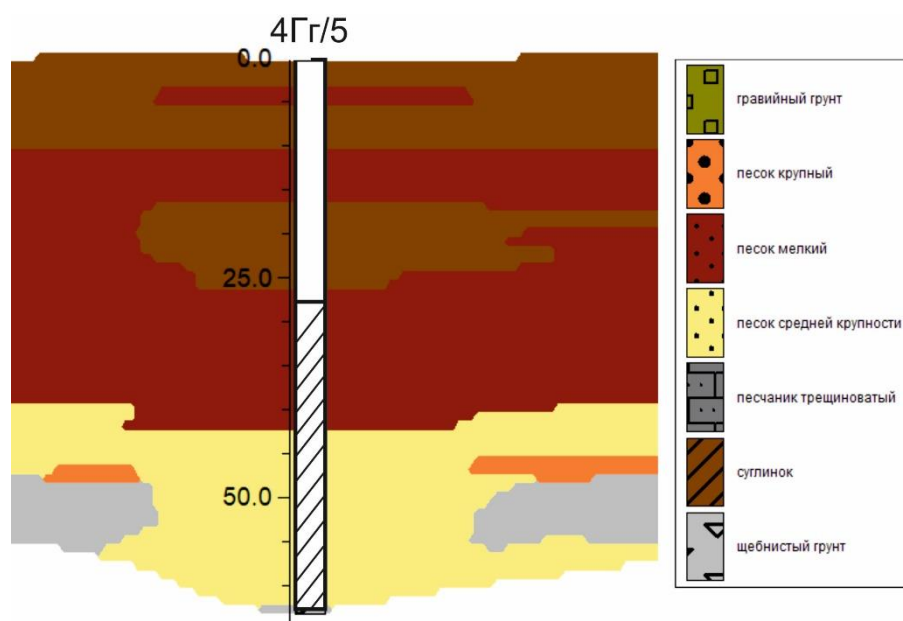 4Гг/5
0.0
25.0
50.0
гравийный грунт
песок крупный
песок мелкий
песок средней крупности
песчаник трещиноватый
суглинок
щебнистый грунт